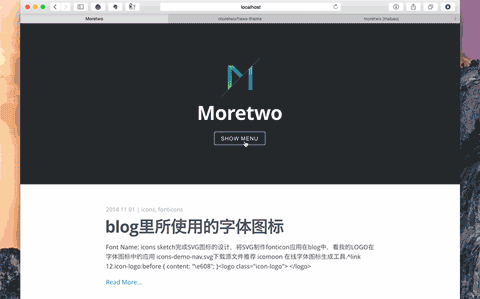 localhost
Moretwo
moretwo/hexo-theme
moretwo (mabao)
Moretwo
SHOW MENU
2014 11 01 | icons, fonticons
blog里所使用的字体图标
Font Name: icons sketch完成SVG图标的设计，将SVG制作fonticon应用在blog中，看我的LOGO在
字体图标中的应用 icons-demo-nav.svg下载源文件推荐 icomoon 在线字体图标生成工具.^link
12.icon-logo:before { content: "\e608"; }<logo class="icon-logo"> </logo>
Read More...